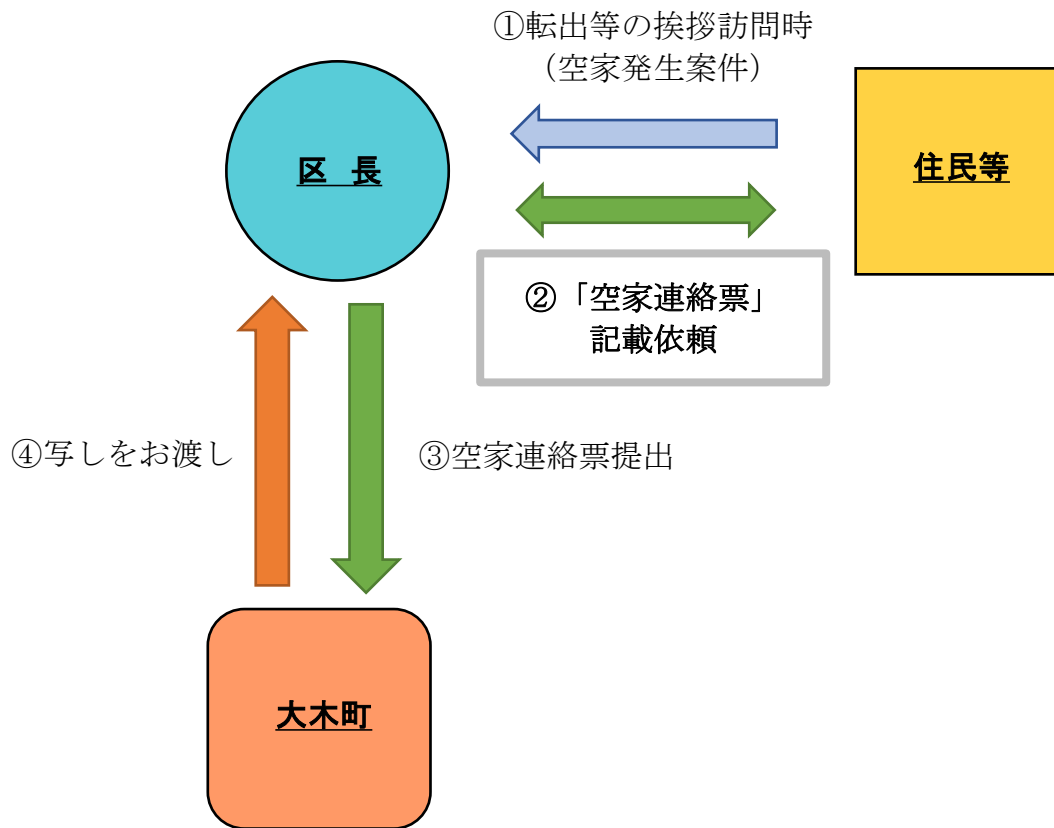 ①転出等の挨拶訪問時
（空家発生案件）
区 長
住民等
②「空家連絡票」
記載依頼
④写しをお渡し
③空家連絡票提出
大木町